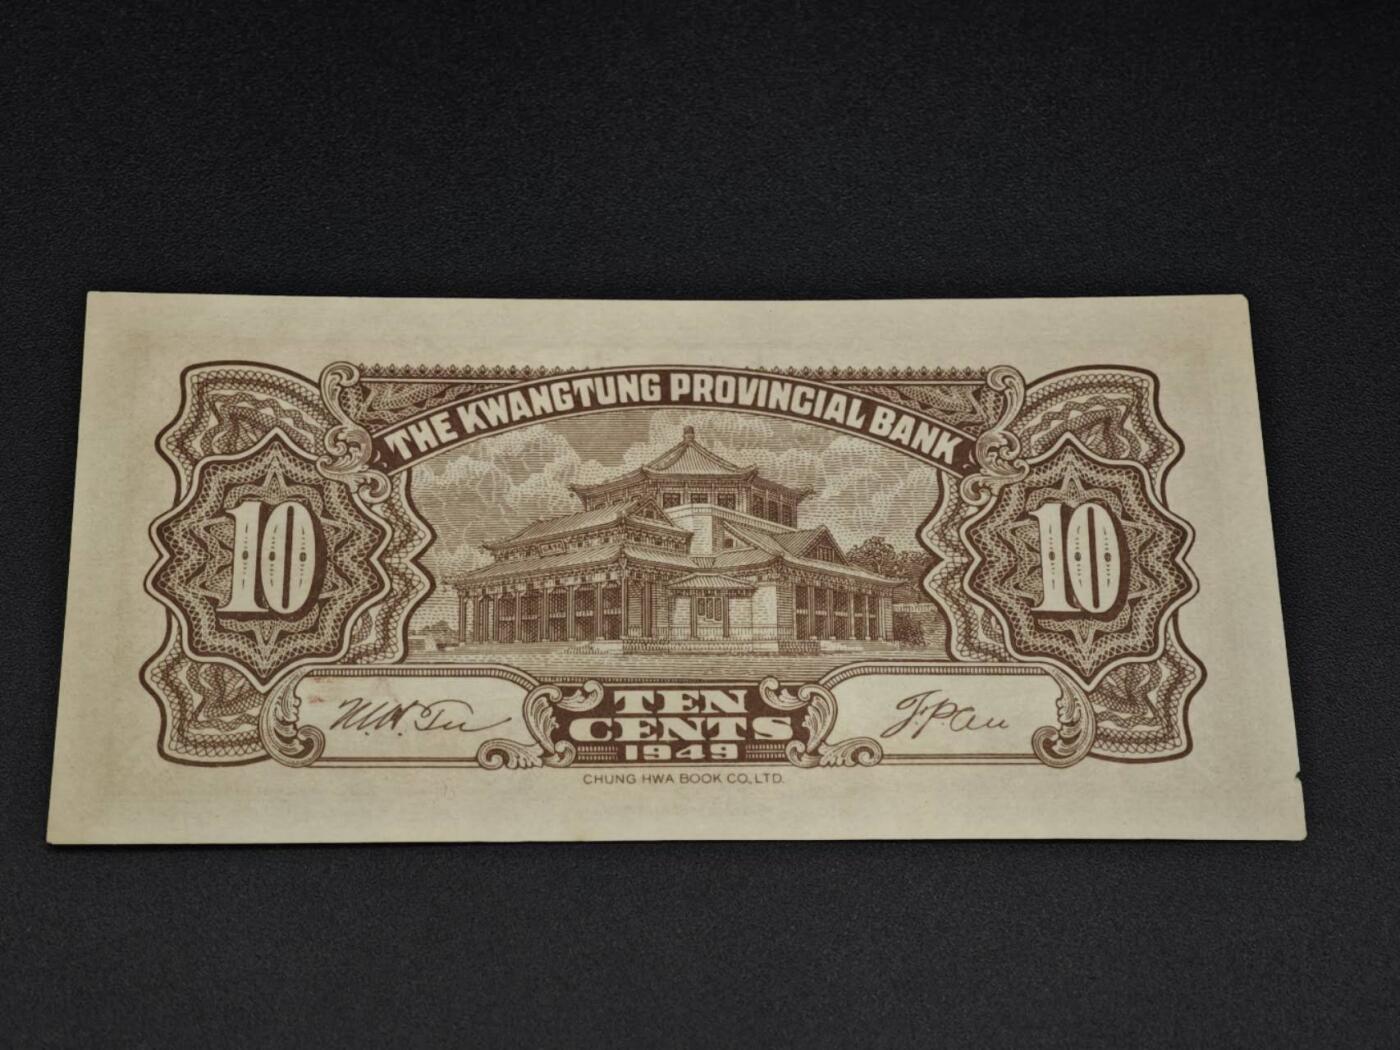 THE KWANGTUNG PROVINCIAL BANK
10
10
TEN
CENTS
1949
CHUNG HWA BOOK CO., LTD.